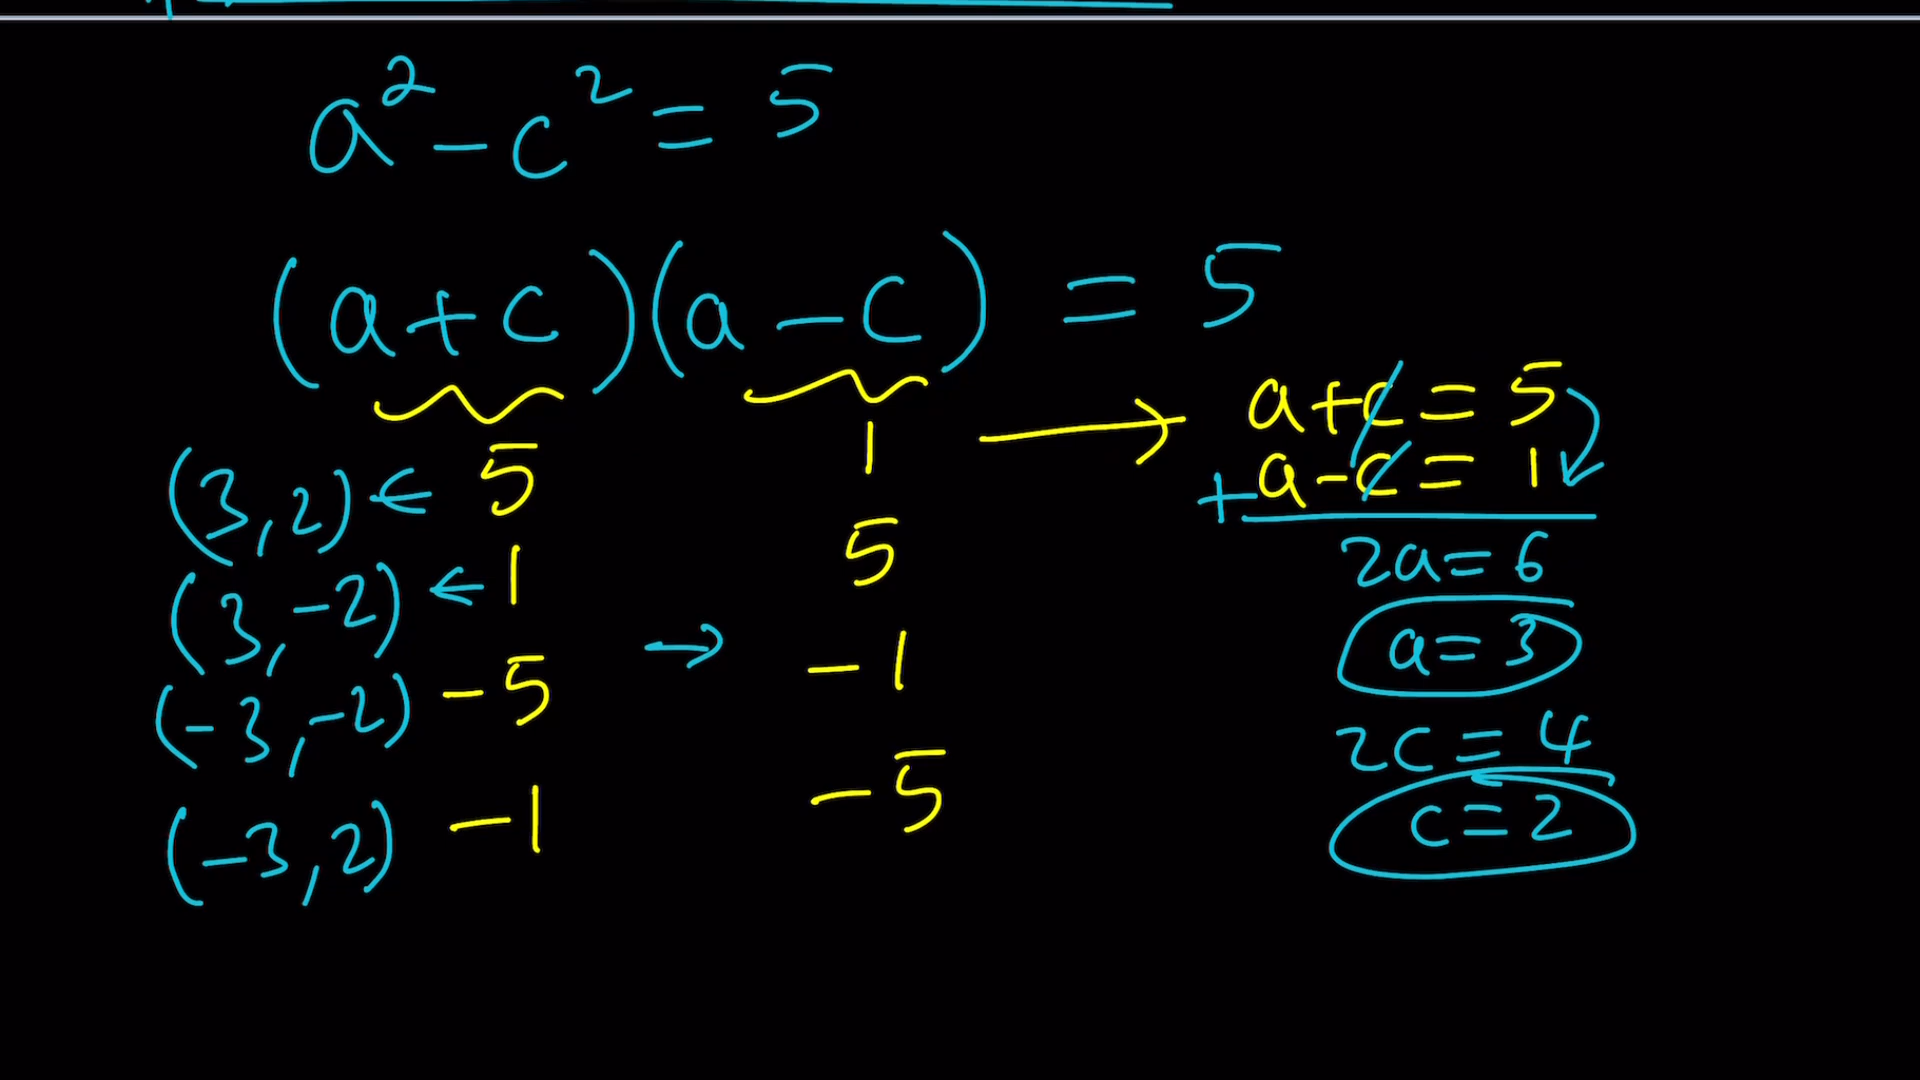 a² - c² = 5
(a+c)(a-c) = 5
(3,2) ← 5 1 → a+c = 5
+ a-c = 1
(3,-2) ← 1 5
2a = 6
(-3,-2) -5 → -1
a = 3
2c = 4
(-3,2) -1 -5
c = 2